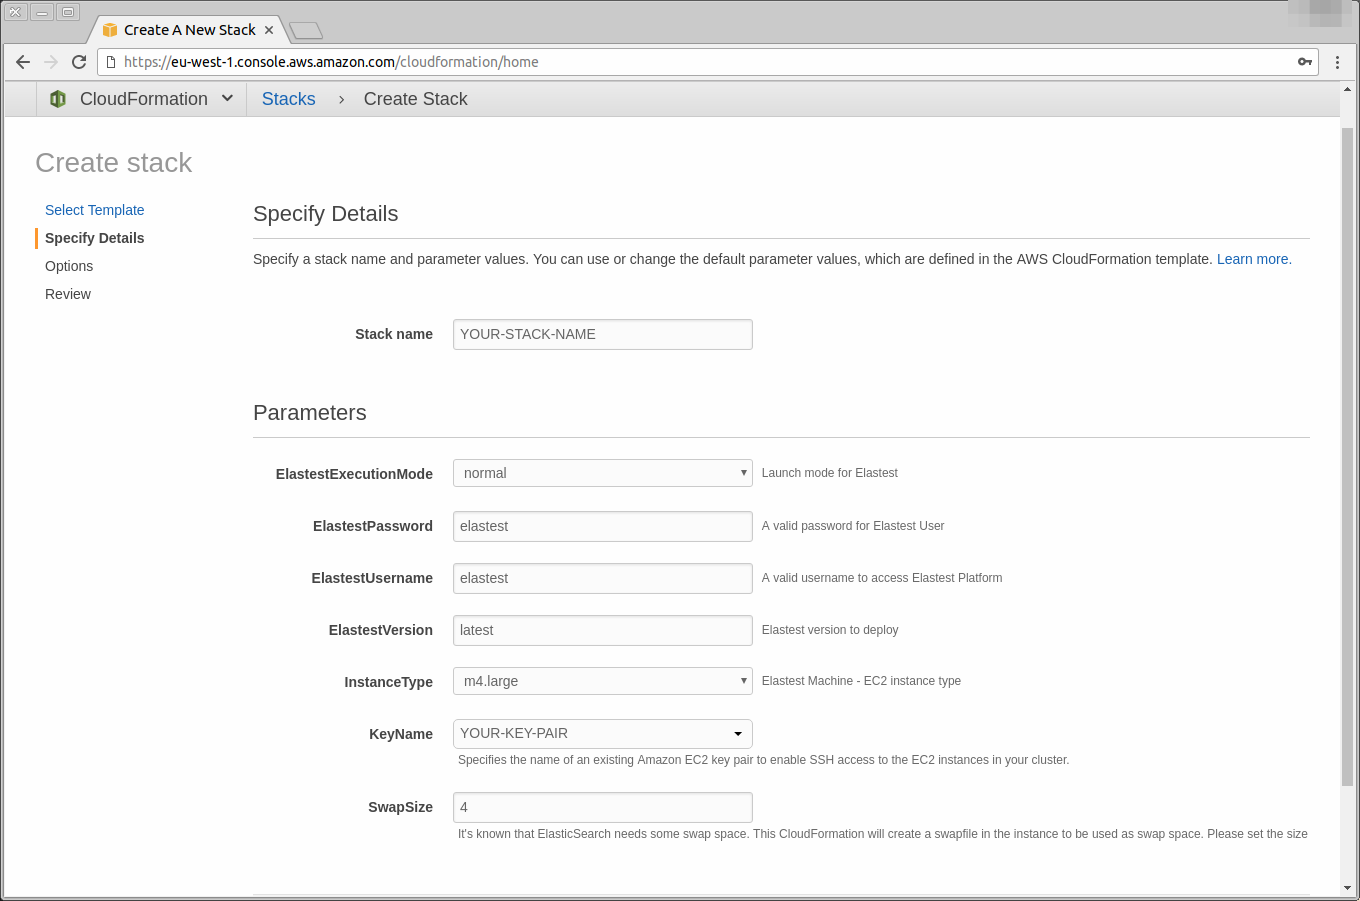 Create A New Stack
https://eu-west-1.console.aws.amazon.com/cloudformation/home
CloudFormation Stacks › Create Stack
Create stack
Select Template
Specify Details
Options
Review
Specify Details
Specify a stack name and parameter values. You can use or change the default parameter values, which are defined in the AWS CloudFormation template. Learn more.
Stack name YOUR-STACK-NAME
Parameters
ElastestExecutionMode normal Launch mode for Elastest
ElastestPassword elastest A valid password for Elastest User
ElastestUsername elastest A valid username to access Elastest Platform
ElastestVersion latest Elastest version to deploy
InstanceType m4.large Elastest Machine - EC2 instance type
KeyName YOUR-KEY-PAIR
Specifies the name of an existing Amazon EC2 key pair to enable SSH access to the EC2 instances in your cluster.
SwapSize 4
It's known that ElasticSearch needs some swap space. This CloudFormation will create a swapfile in the instance to be used as swap space. Please set the size